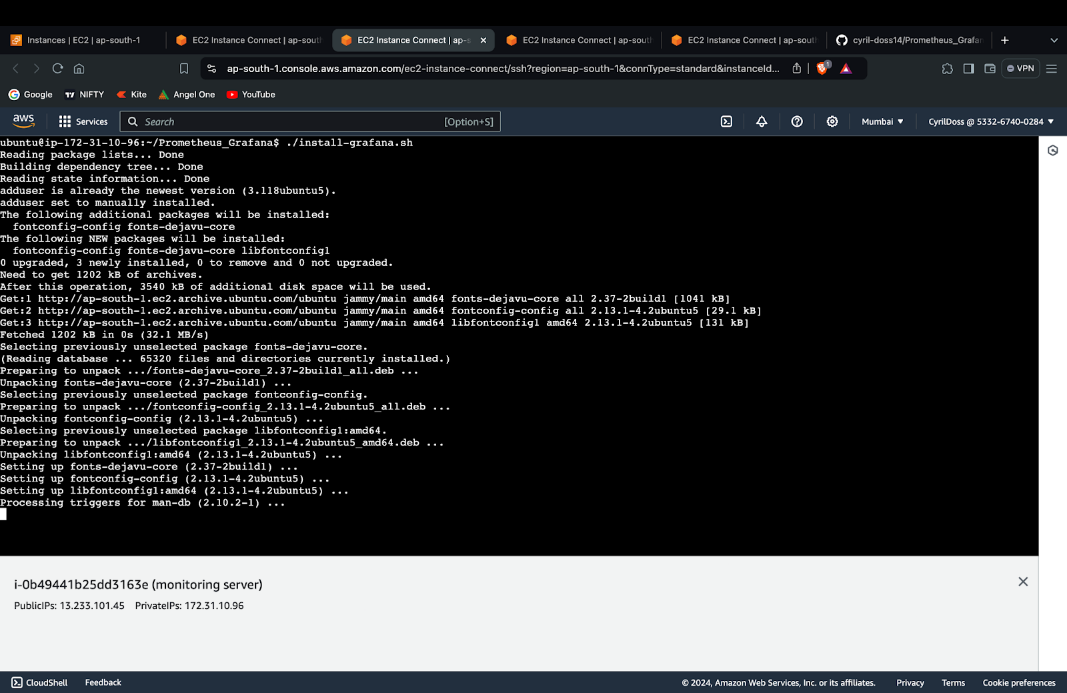 Instances | EC2 | ap-south-1
EC2 Instance Connect | ap-south
EC2 Instance Connect | ap-s
EC2 Instance Connect | ap-south
EC2 Instance Connect | ap-south
cyril-doss14/Prometheus_Grafan
ap-south-1.console.aws.amazon.com/ec2-instance-connect/ssh?region=ap-south-1&connType=standard&instanceId...
1
VPN
Google
NIFTY
Kite
Angel One
YouTube
aws
Services
Search
[Option+S]
Mumbai
CyrilDoss @ 5332-6740-0284
ubuntu@ip-172-31-10-96:~/Prometheus_Grafana$ ./install-grafana.sh
Reading package lists... Done
Building dependency tree... Done
Reading state information... Done
adduser is already the newest version (3.118ubuntu5).
adduser set to manually installed.
The following additional packages will be installed:
  fontconfig-config fonts-dejavu-core
The following NEW packages will be installed:
  fontconfig-config fonts-dejavu-core libfontconfig1
0 upgraded, 3 newly installed, 0 to remove and 0 not upgraded.
Need to get 1202 kB of archives.
After this operation, 3540 kB of additional disk space will be used.
Get:1 http://ap-south-1.ec2.archive.ubuntu.com/ubuntu jammy/main amd64 fonts-dejavu-core all 2.37-2build1 [1041 kB]
Get:2 http://ap-south-1.ec2.archive.ubuntu.com/ubuntu jammy/main amd64 fontconfig-config all 2.13.1-4.2ubuntu5 [29.1 kB]
Get:3 http://ap-south-1.ec2.archive.ubuntu.com/ubuntu jammy/main amd64 libfontconfig1 amd64 2.13.1-4.2ubuntu5 [131 kB]
Fetched 1202 kB in 0s (32.1 MB/s)
Selecting previously unselected package fonts-dejavu-core.
(Reading database ... 65320 files and directories currently installed.)
Preparing to unpack .../fonts-dejavu-core_2.37-2build1_all.deb ...
Unpacking fonts-dejavu-core (2.37-2build1) ...
Selecting previously unselected package fontconfig-config.
Preparing to unpack .../fontconfig-config_2.13.1-4.2ubuntu5_all.deb ...
Unpacking fontconfig-config (2.13.1-4.2ubuntu5) ...
Selecting previously unselected package libfontconfig1:amd64.
Preparing to unpack .../libfontconfig1_2.13.1-4.2ubuntu5_amd64.deb ...
Unpacking libfontconfig1:amd64 (2.13.1-4.2ubuntu5) ...
Setting up fonts-dejavu-core (2.37-2build1) ...
Setting up fontconfig-config (2.13.1-4.2ubuntu5) ...
Setting up libfontconfig1:amd64 (2.13.1-4.2ubuntu5) ...
Processing triggers for man-db (2.10.2-1) ...
i-0b49441b25dd3163e (monitoring server)
PublicIPs: 13.233.101.45 PrivateIPs: 172.31.10.96
CloudShell
Feedback
© 2024, Amazon Web Services, Inc. or its affiliates.
Privacy
Terms
Cookie preferences